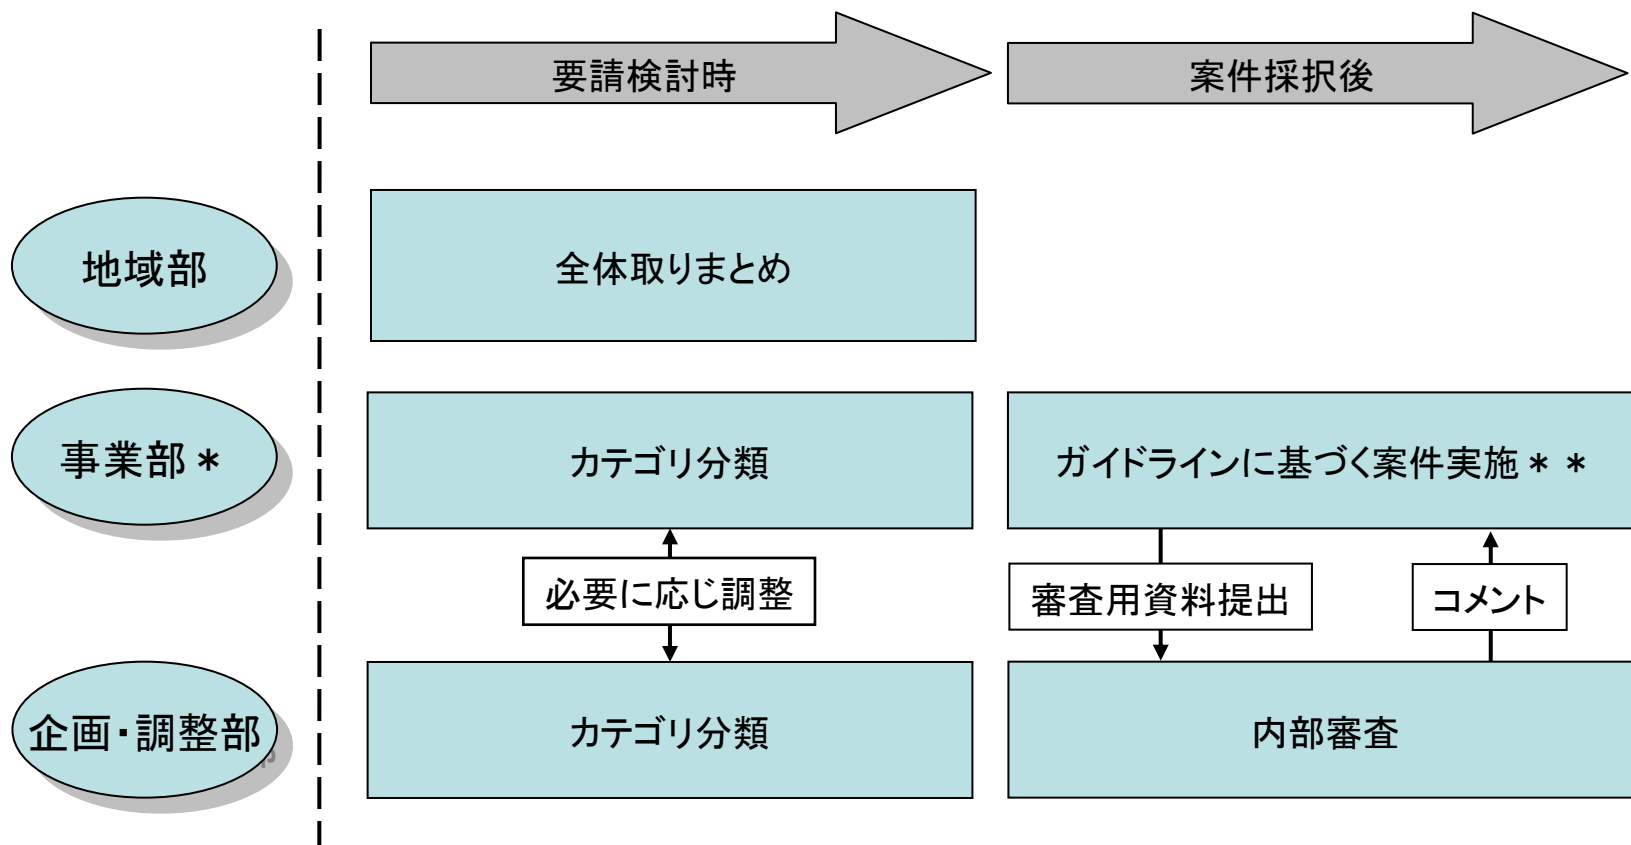 要請検討時
案件採択後
地域部
全体取りまとめ
事業部＊
カテゴリ分類
ガイドラインに基づく案件実施＊＊
必要に応じ調整
審査用資料提出
コメント
企画・調整部
カテゴリ分類
内部審査